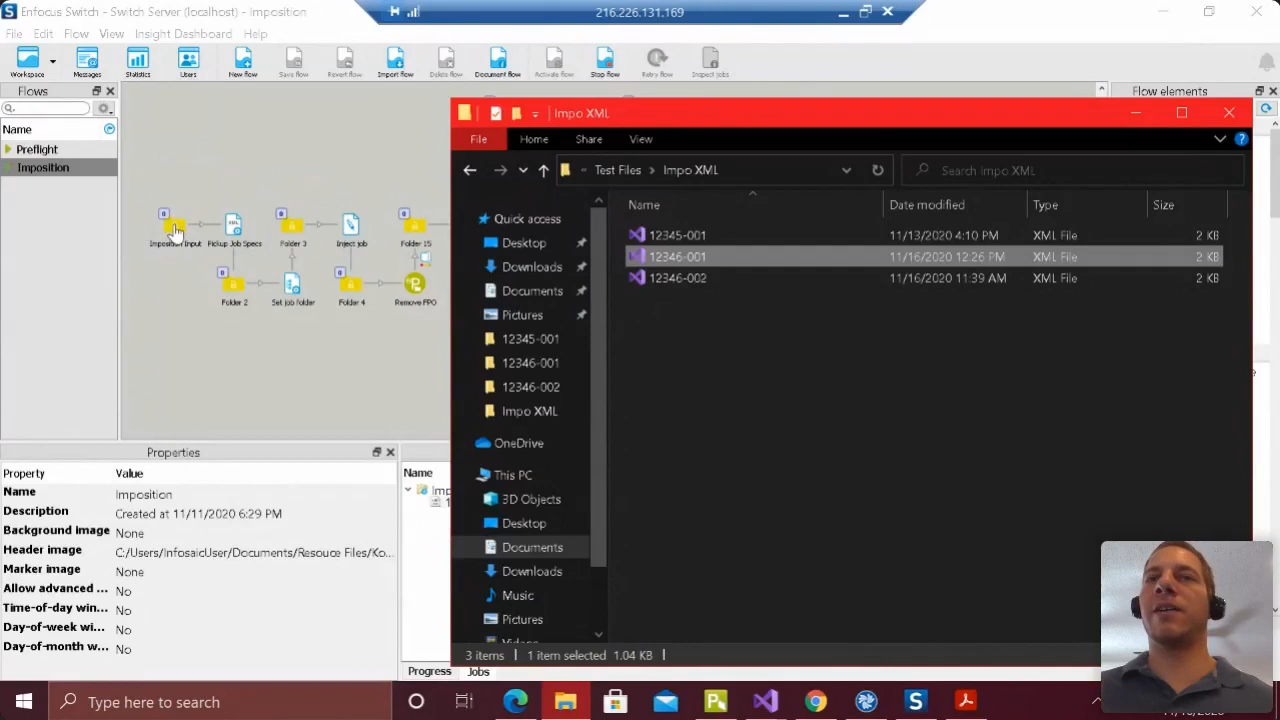 Enfocus Switch - Switch Server (localhost) - Imposition
216.226.131.169
File Edit Flow View Insight Dashboard Help
Workspace Messages Statistics Users New flow Save flow Revert flow Import flow Delete flow Document flow Activate flow Stop flow Retry flow Inspect jobs
Flows
Flow elements
Name
Preflight
Imposition
0 0 0
Imposition Input Pickup Job Specs Folder 3 Inject job Folder 15
0 0
Folder 2 Set job folder Folder 4 Remove FPO
Impo XML
File Home Share View
Test Files > Impo XML
Search Impo XML
Name Date modified Type Size
12345-001 11/13/2020 4:10 PM XML File 2 KB
12346-001 11/16/2020 12:26 PM XML File 2 KB
12346-002 11/16/2020 11:39 AM XML File 2 KB
Quick access
Desktop
Downloads
Documents
Pictures
12345-001
12346-001
12346-002
Impo XML
OneDrive
This PC
3D Objects
Desktop
Documents
Downloads
Music
Pictures
3 items 1 item selected 1.04 KB
Properties
Property Value
Name Imposition
Description Created at 11/11/2020 6:29 PM
Background image None
Header image C:/Users/InfosaicUser/Documents/Resouce Files/Ko...
Marker image None
Allow advanced ... No
Time-of-day win... No
Day-of-week wi... No
Day-of-month w... No
Name
Imp
Progress Jobs
Type here to search